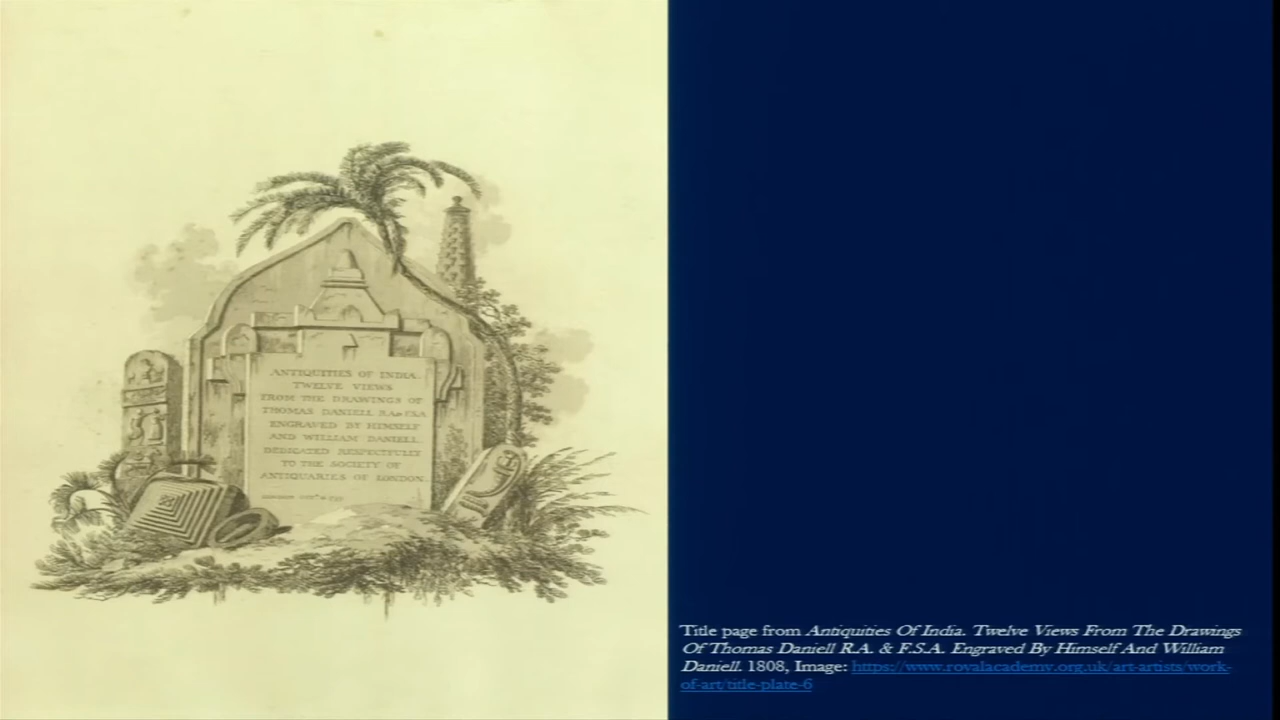 ANTIQUITIES OF INDIA.
TWELVE VIEWS
FROM THE DRAWINGS OF
THOMAS DANIELL RA& FSA
ENGRAVED BY HIMSELF
AND WILLIAM DANIELL.
DEDICATED RESPECTFULLY
TO THE SOCIETY OF
ANTIQUARIES OF LONDON.
LONDON
Title page from Antiquities Of India. Twelve Views From The Drawings
Of Thomas Daniell R.A. & F.S.A. Engraved By Himself And William
Daniell. 1808, Image: https://www.royalacademy.org.uk/art-artists/work-
of-art/title-plate-6